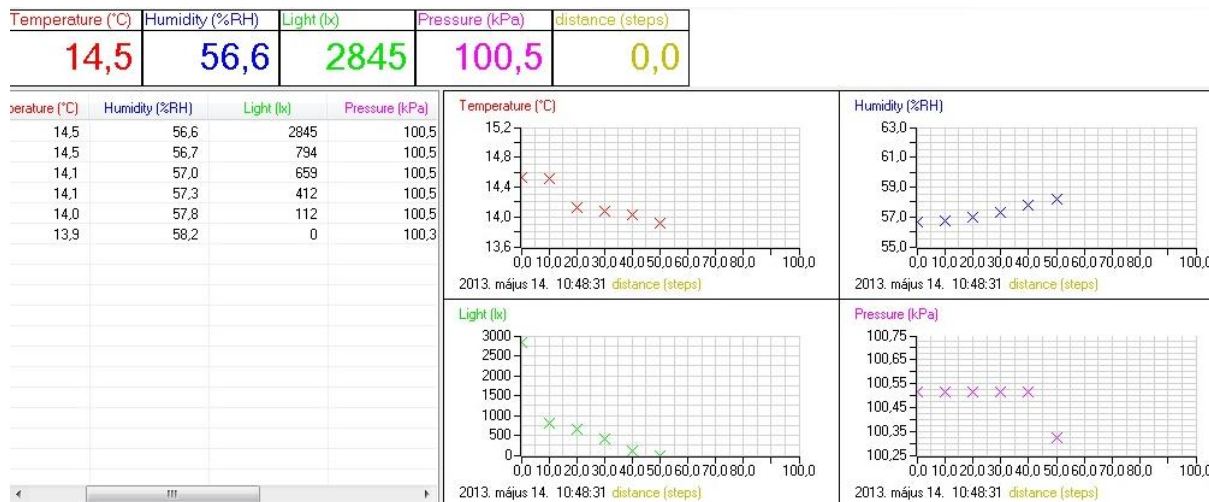 Temperature (°C) Humidity (%RH) Light (lx) Pressure (kPa) distance (steps)
14,5 56,6 2845 100,5 0,0
perature (°C) Humidity (%RH) Light (lx) Pressure (kPa)
14,5 56,6 2845 100,5
14,5 56,7 794 100,5
14,1 57,0 659 100,5
14,1 57,3 412 100,5
14,0 57,8 112 100,5
13,9 58,2 0 100,3
Temperature (°C)
15,2
14,8
14,4
14,0
13,6
0,0 10,0 20,0 30,0 40,0 50,0 60,0 70,0 80,0 100,0
2013. május 14. 10:48:31 distance (steps)
Humidity (%RH)
63,0
61,0
59,0
57,0
55,0
0,0 10,0 20,0 30,0 40,0 50,0 60,0 70,0 80,0 100,0
2013. május 14. 10:48:31 distance (steps)
Light (lx)
3000
2500
2000
1500
1000
500
0
0,0 10,0 20,0 30,0 40,0 50,0 60,0 70,0 80,0 100,0
2013. május 14. 10:48:31 distance (steps)
Pressure (kPa)
100,75
100,65
100,55
100,45
100,35
100,25
0,0 10,0 20,0 30,0 40,0 50,0 60,0 70,0 80,0 100,0
2013. május 14. 10:48:31 distance (steps)